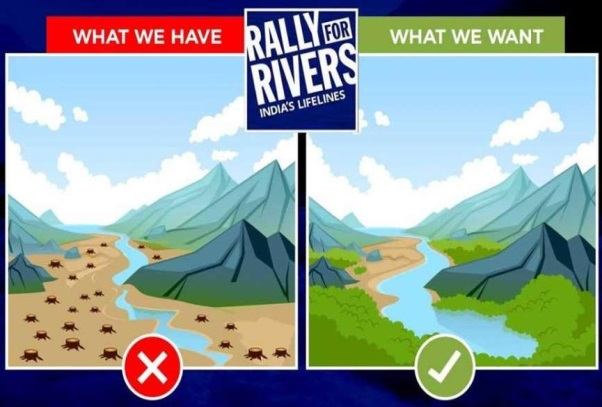 WHAT WE HAVE
RALLY FOR
RIVERS
INDIA'S LIFELINES
WHAT WE WANT